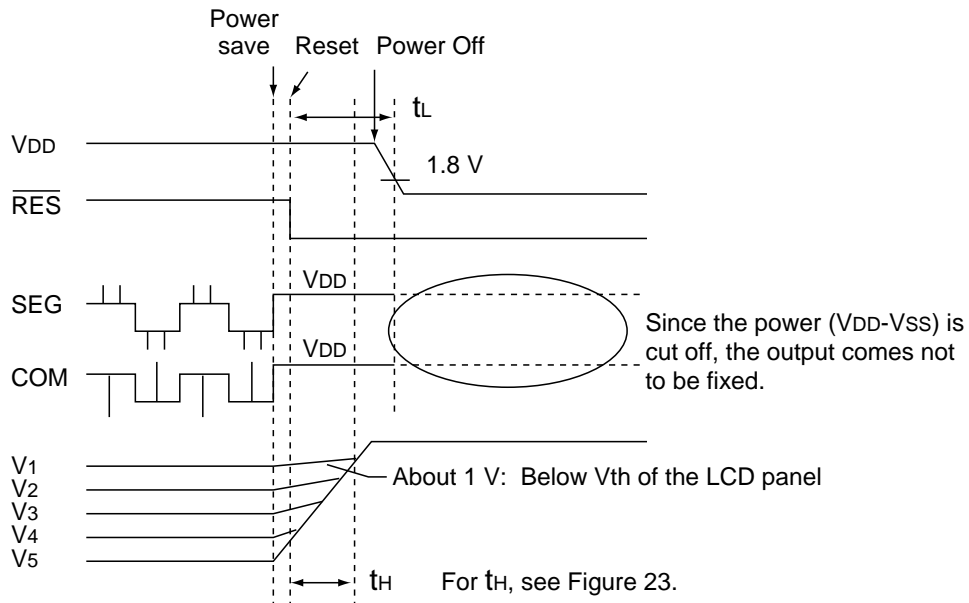 Power
save Reset Power Off
tL
VDD
1.8 V
RES
VDD
SEG
Since the power (VDD-VSS) is
cut off, the output comes not
to be fixed.
VDD
COM
V1
About 1 V: Below Vth of the LCD panel
V2
V3
V4
V5
tH For tH, see Figure 23.